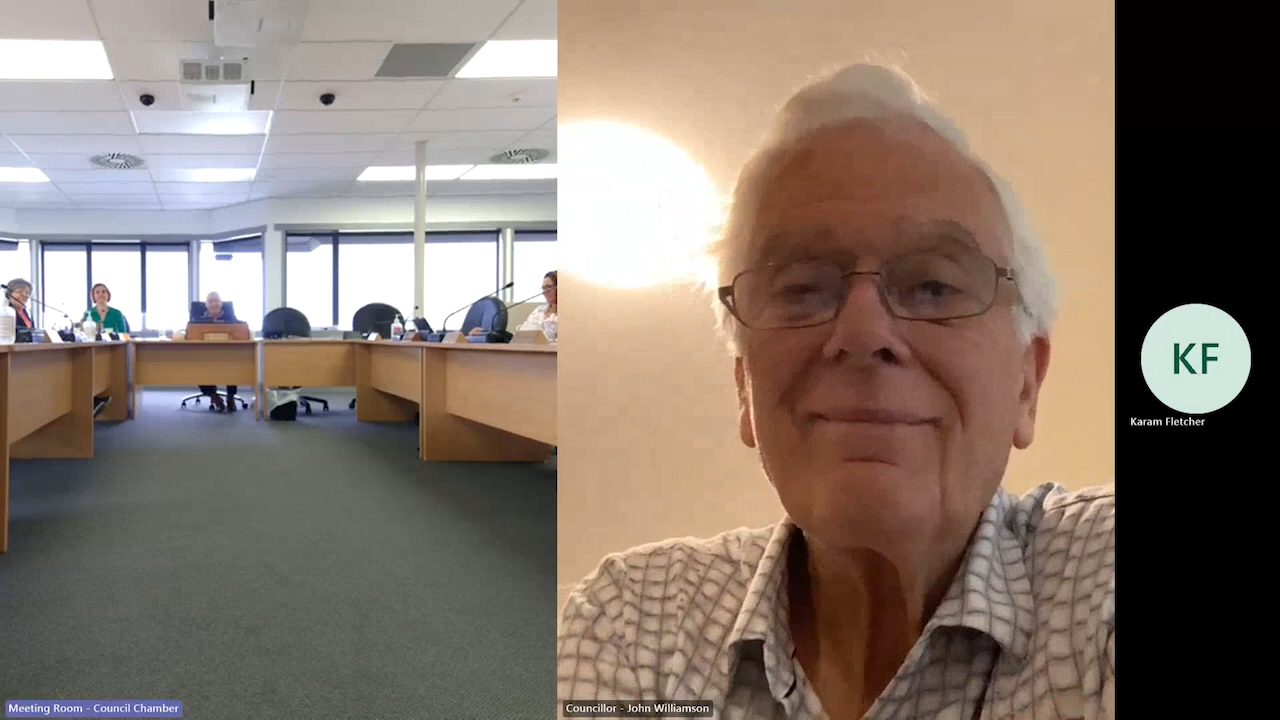 KF
Karam Fletcher
Meeting Room - Council Chamber
Councillor - John Williamson